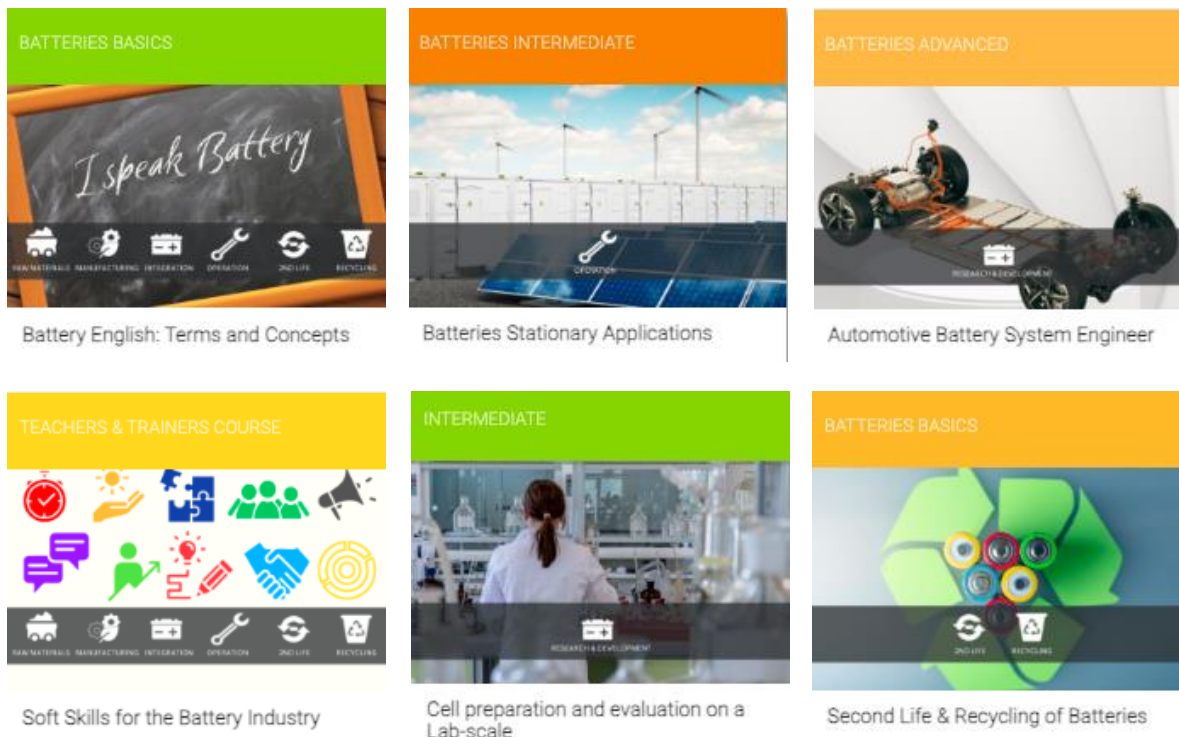 BATTERIES BASICS
I speak Battery
RAW MATERIALS MANUFACTURING INTEGRATION OPERATION 2ND LIFE RECYCLING
Battery English: Terms and Concepts
BATTERIES INTERMEDIATE
OPERATION
Batteries Stationary Applications
BATTERIES ADVANCED
RESEARCH & DEVELOPMENT
Automotive Battery System Engineer
TEACHERS & TRAINERS COURSE
RAW MATERIALS MANUFACTURING INTEGRATION OPERATION 2ND LIFE RECYCLING
Soft Skills for the Battery Industry
INTERMEDIATE
RESEARCH & DEVELOPMENT
Cell preparation and evaluation on a
Lab-scale
BATTERIES BASICS
2ND LIFE RECYCLING
Second Life & Recycling of Batteries